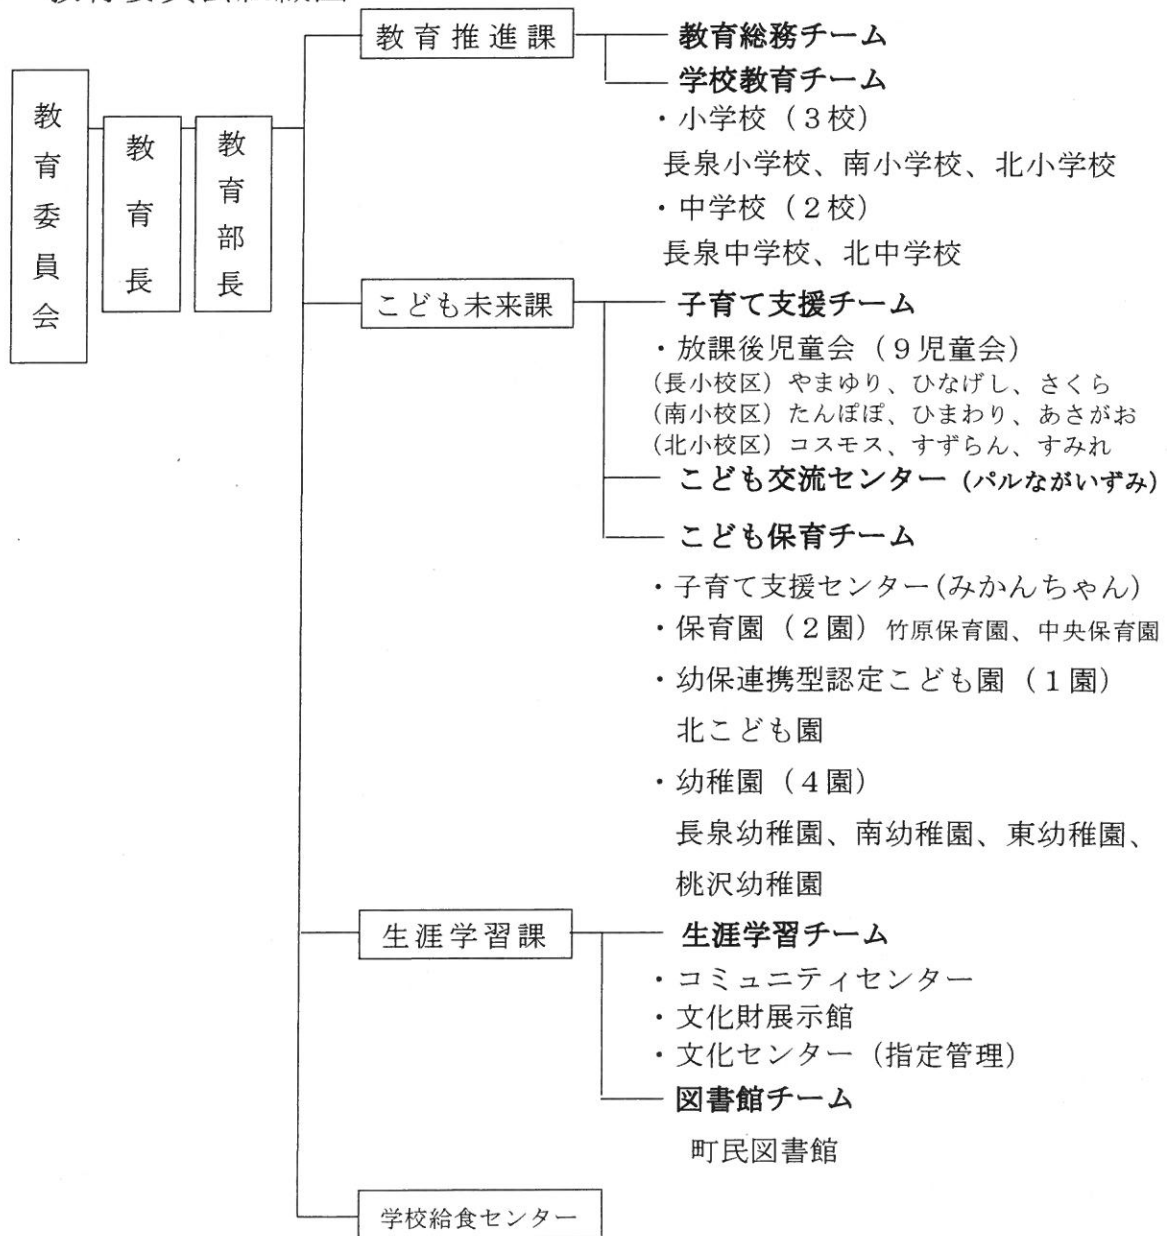 教育委員会
教育長
教育部長
教育推進課
教育総務チーム
学校教育チーム
・小学校（３校）
長泉小学校、南小学校、北小学校
・中学校（２校）
長泉中学校、北中学校
こども未来課
子育て支援チーム
・放課後児童会（９児童会）
(長小校区）やまゆり、ひなげし、さくら
(南小校区）たんぽぽ、ひまわり、あさがお
(北小校区）コスモス、すずらん、すみれ
こども交流センター（パルながいずみ）
こども保育チーム
・子育て支援センター(みかんちゃん）
・保育園（２園）竹原保育園、中央保育園
・幼保連携型認定こども園（１園）
北こども園
・幼稚園（４園）
長泉幼稚園、南幼稚園、東幼稚園、
桃沢幼稚園
生涯学習課
生涯学習チーム
・コミュニティセンター
・文化財展示館
・文化センター（指定管理）
図書館チーム
町民図書館
学校給食センター